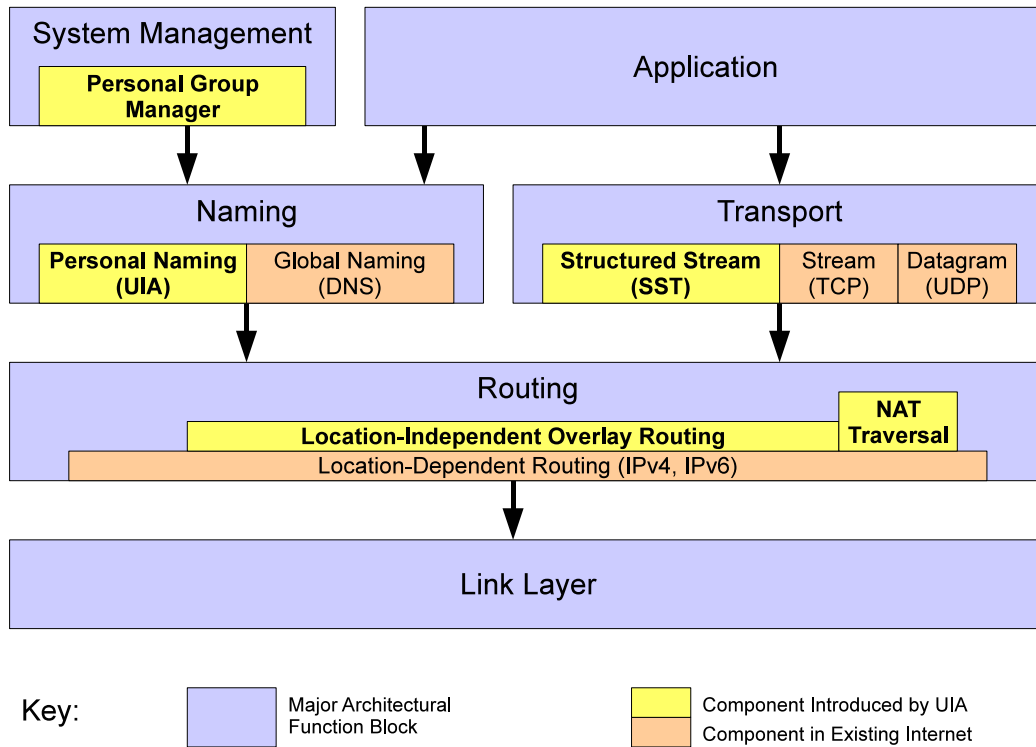 System Management
Personal Group
Manager
Application
Naming
Personal Naming
(UIA)
Global Naming
(DNS)
Transport
Structured Stream
(SST)
Stream
(TCP)
Datagram
(UDP)
Routing
NAT
Traversal
Location-Independent Overlay Routing
Location-Dependent Routing (IPv4, IPv6)
Link Layer
Key:
Major Architectural
Function Block
Component Introduced by UIA
Component in Existing Internet